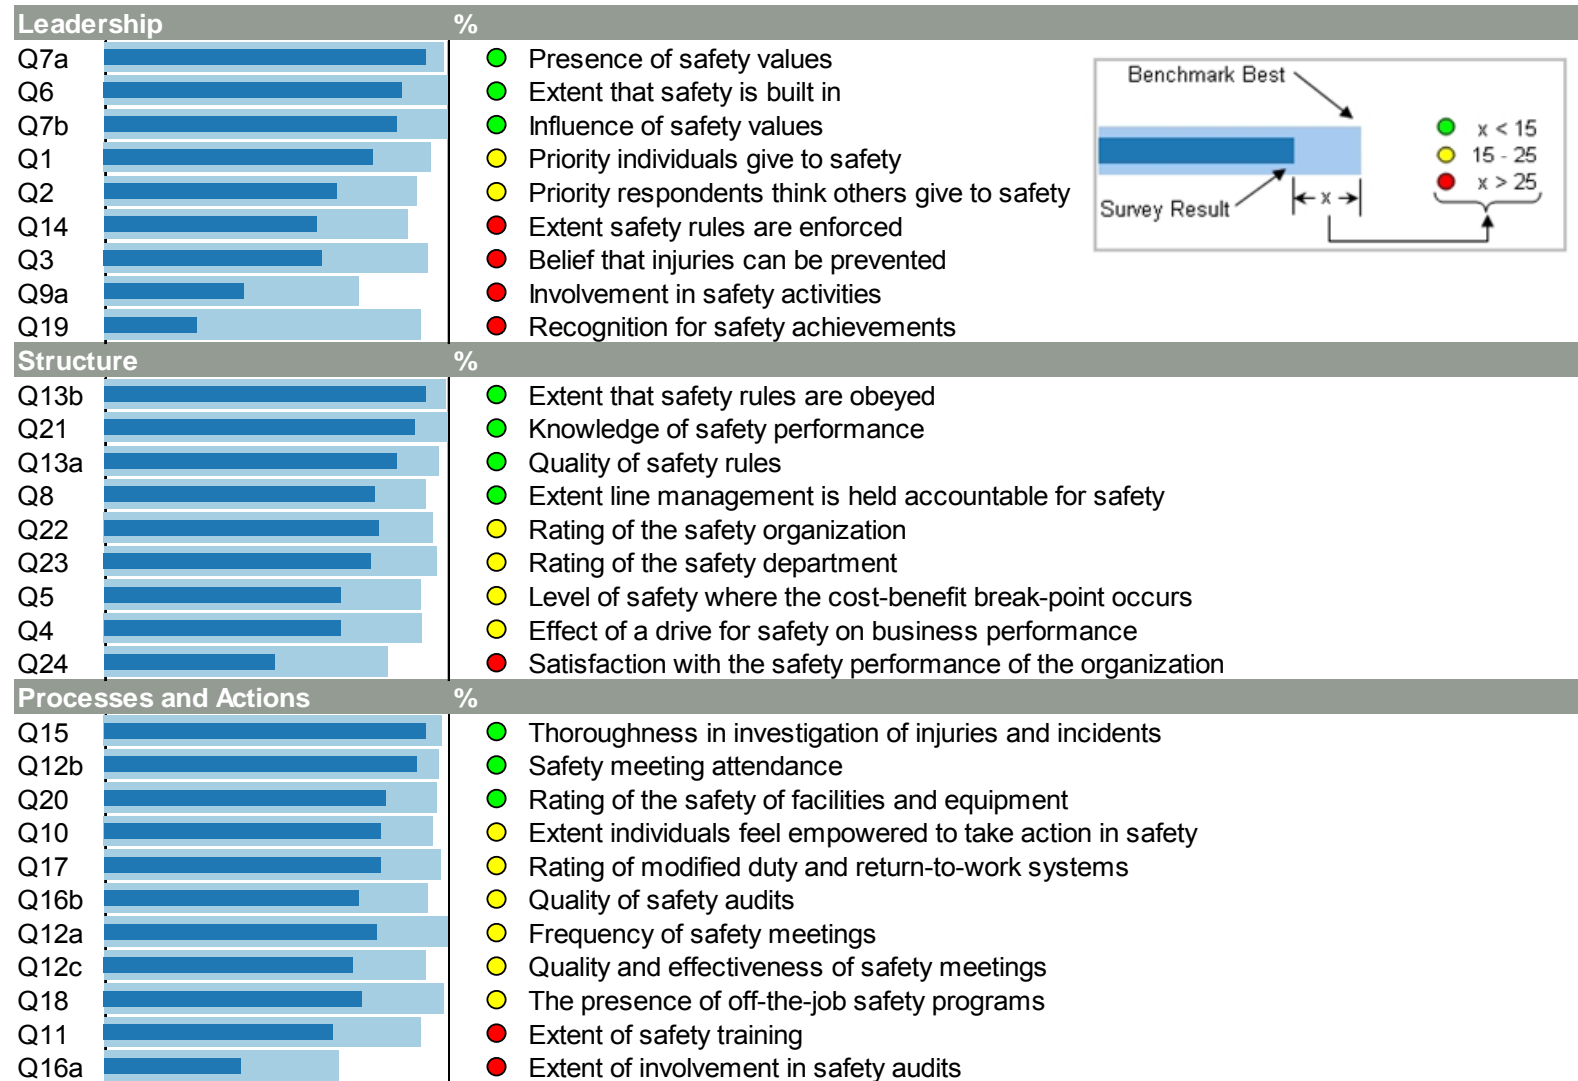 Leadership %
Q7a Presence of safety values
Q6 Extent that safety is built in
Q7b Influence of safety values
Q1 Priority individuals give to safety
Q2 Priority respondents think others give to safety
Q14 Extent safety rules are enforced
Q3 Belief that injuries can be prevented
Q9a Involvement in safety activities
Q19 Recognition for safety achievements
Benchmark Best
x < 15
15 - 25
x > 25
Survey Result
x
Structure %
Q13b Extent that safety rules are obeyed
Q21 Knowledge of safety performance
Q13a Quality of safety rules
Q8 Extent line management is held accountable for safety
Q22 Rating of the safety organization
Q23 Rating of the safety department
Q5 Level of safety where the cost-benefit break-point occurs
Q4 Effect of a drive for safety on business performance
Q24 Satisfaction with the safety performance of the organization
Processes and Actions %
Q15 Thoroughness in investigation of injuries and incidents
Q12b Safety meeting attendance
Q20 Rating of the safety of facilities and equipment
Q10 Extent individuals feel empowered to take action in safety
Q17 Rating of modified duty and return-to-work systems
Q16b Quality of safety audits
Q12a Frequency of safety meetings
Q12c Quality and effectiveness of safety meetings
Q18 The presence of off-the-job safety programs
Q11 Extent of safety training
Q16a Extent of involvement in safety audits